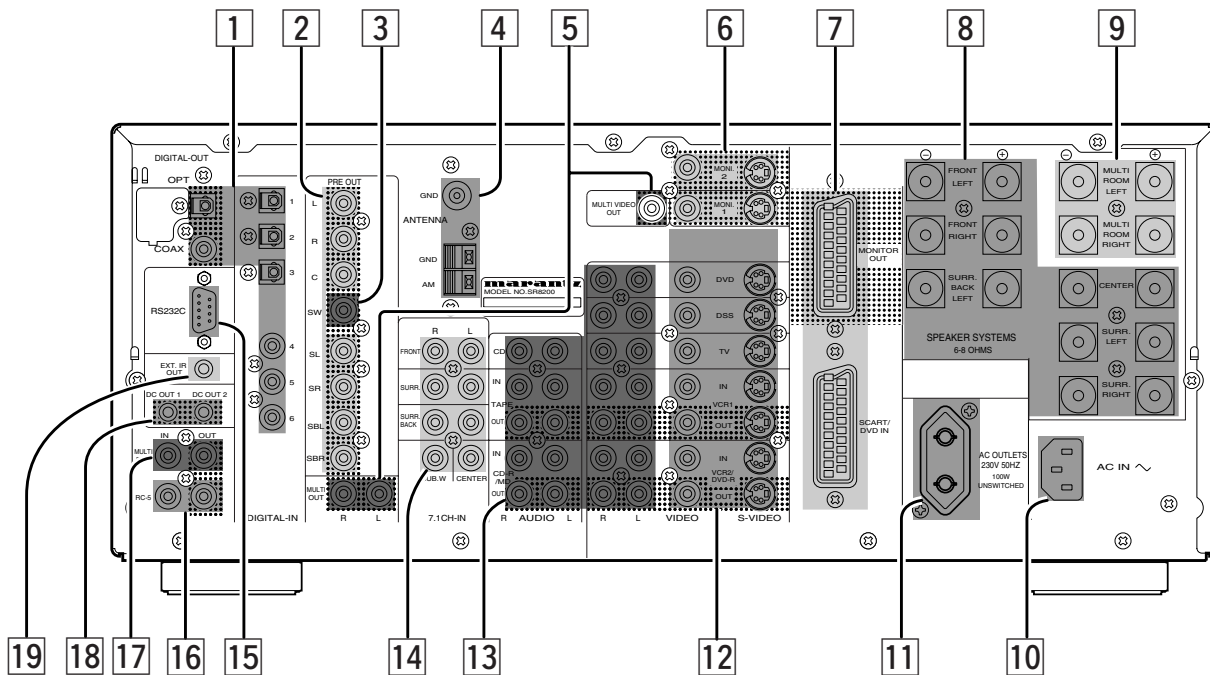 1 2 3 4 5 6 7 8 9
DIGITAL-OUT
OPT
COAX
1
2
3
4
5
6
DIGITAL-IN
RS232C
EXT. IR
OUT
DC OUT 1 DC OUT 2
IN OUT
MULTI
RC-5
PRE OUT
L
R
C
SW
SL
SR
SBL
SBR
MULTI
OUT
R L
GND
ANTENNA
GND
AM
marantz
MODEL NO.SR8200
R L
FRONT
SURR.
SURR.
BACK
SUB.W CENTER
7.1CH-IN
CD
IN
TAPE
OUT
IN
CD-R
/MD
OUT
R AUDIO L
R L
MULTI VIDEO
OUT
MONI.
2
MONI.
1
DVD
DSS
TV
IN
VCR1
OUT
IN
VCR2/
DVD-R
OUT
VIDEO S-VIDEO
MONITOR
OUT
SCART/
DVD IN
− + − +
FRONT
LEFT
FRONT
RIGHT
SURR.
BACK
LEFT
MULTI
ROOM
LEFT
MULTI
ROOM
RIGHT
CENTER
SURR.
LEFT
SURR.
RIGHT
SPEAKER SYSTEMS
6-8 OHMS
AC OUTLETS
230V 50HZ
100W
UNSWITCHED
AC IN ∼
19 18 17 16 15 14 13 12 11 10